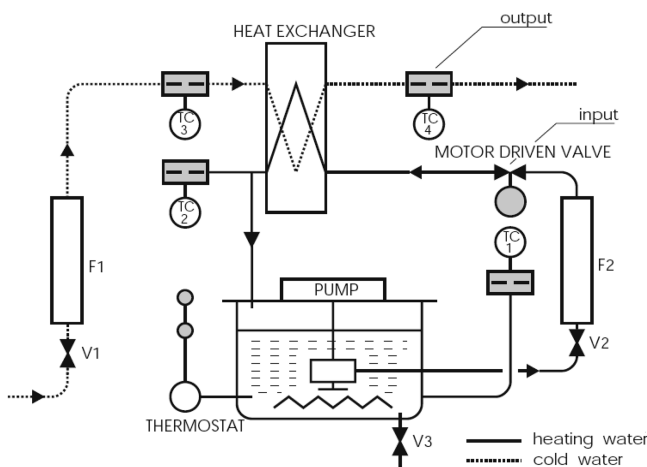 output
HEAT EXCHANGER
TC
3
TC
4
input
MOTOR DRIVEN VALVE
TC
2
TC
1
F1
F2
PUMP
V1
V2
THERMOSTAT
V3
heating water
cold water